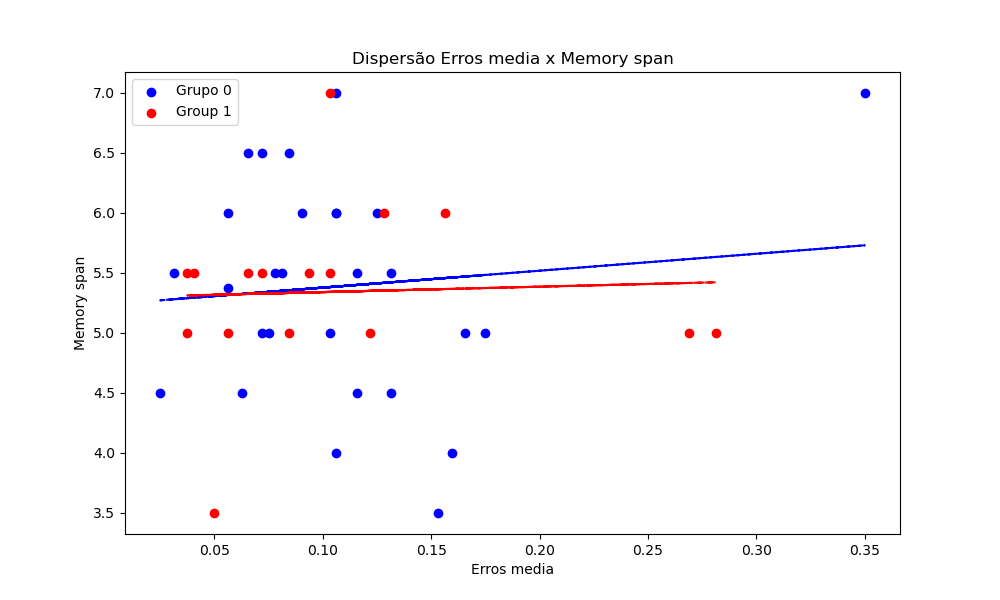 Dispersão Erros media x Memory span
Grupo 0
Group 1
Memory span
7.0
6.5
6.0
5.5
5.0
4.5
4.0
3.5
0.05 0.10 0.15 0.20 0.25 0.30 0.35
Erros media